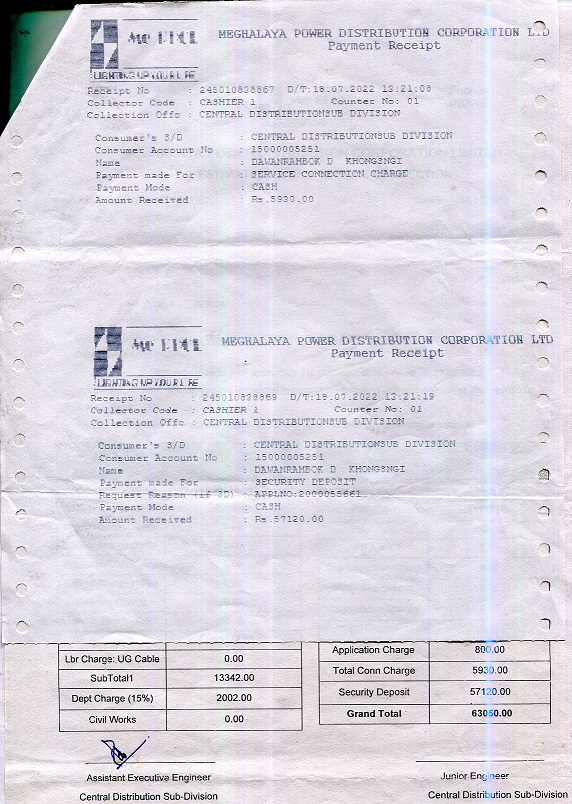 Me PDCL
LIGHTING UP YOUR LIFE
MEGHALAYA POWER DISTRIBUTION CORPORATION LTD
Payment Receipt
Receipt No : 245010838867 D/T:18.07.2022 13:21:08
Collector Code : CASHIER 1 Counter No: 01
Collection Offc : CENTRAL DISTRIBUTIONSUB DIVISION
Consumer's S/D : CENTRAL DISTRIBUTIONSUB DIVISION
Consumer Account No : 15000005251
Name : DAWANRAMBOK D KHONGSNGI
Payment made For : SERVICE CONNECTION CHARGE
Payment Mode : CASH
Amount Received : Rs.5930.00
Me PDCL
LIGHTING UP YOUR LIFE
MEGHALAYA POWER DISTRIBUTION CORPORATION LTD
Payment Receipt
Receipt No : 245010838869 D/T:18.07.2022 13:21:19
Collector Code : CASHIER 1 Counter No: 01
Collection Offc : CENTRAL DISTRIBUTIONSUB DIVISION
Consumer's S/D : CENTRAL DISTRIBUTIONSUB DIVISION
Consumer Account No : 15000005251
Name : DAWANRAMBOK D KHONGSNGI
Payment made For : SECURITY DEPOSIT
Request Reason (if SD) : APPLNO:2000055661
Payment Mode : CASH
Amount Received : Rs.57120.00
Lbr Charge: UG Cable 0.00
SubTotal1 13342.00
Dept Charge (15%) 2002.00
Civil Works 0.00
Application Charge 800.00
Total Conn Charge 5930.00
Security Deposit 57120.00
Grand Total 63050.00
Assistant Executive Engineer
Central Distribution Sub-Division
Junior Engineer
Central Distribution Sub-Division